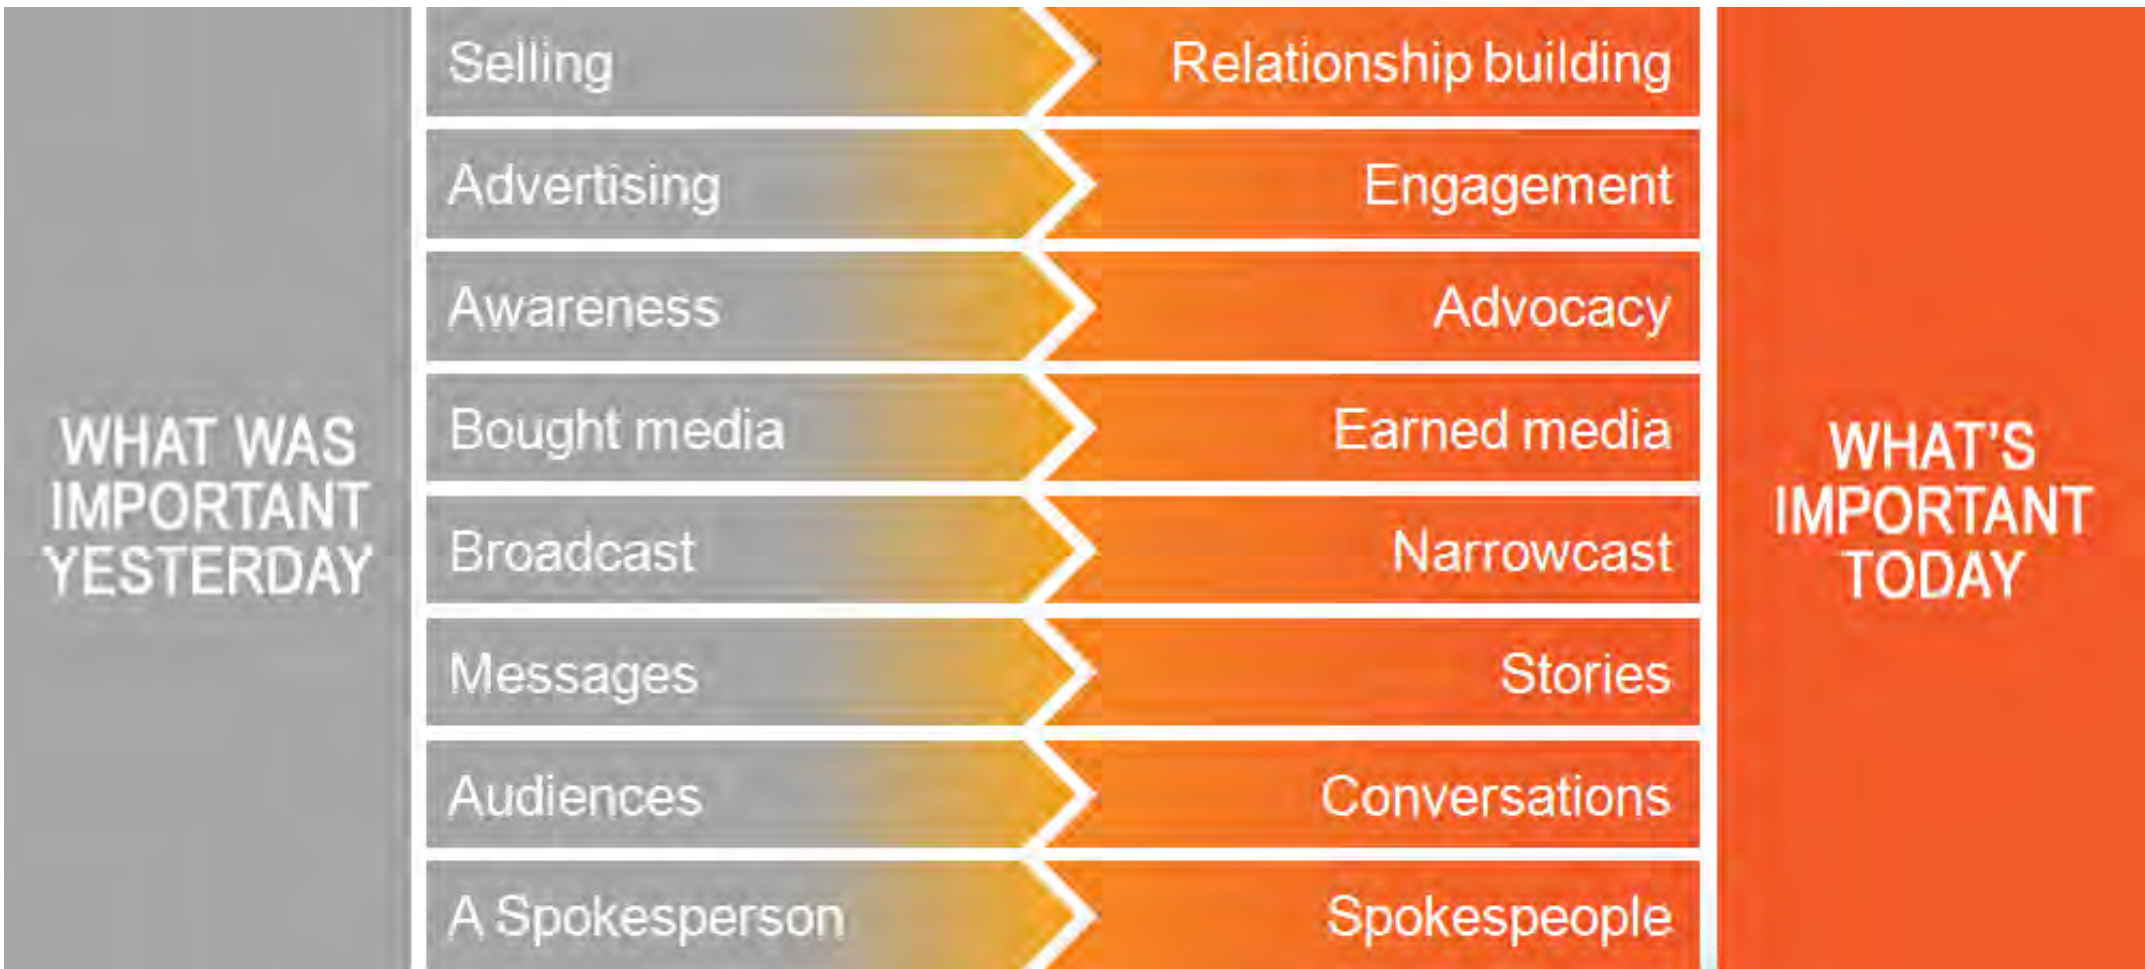 WHAT WAS
IMPORTANT
YESTERDAY
Selling
Relationship building
Advertising
Engagement
Awareness
Advocacy
Bought media
Earned media
Broadcast
Narrowcast
Messages
Stories
Audiences
Conversations
A Spokesperson
Spokespeople
WHAT'S
IMPORTANT
TODAY